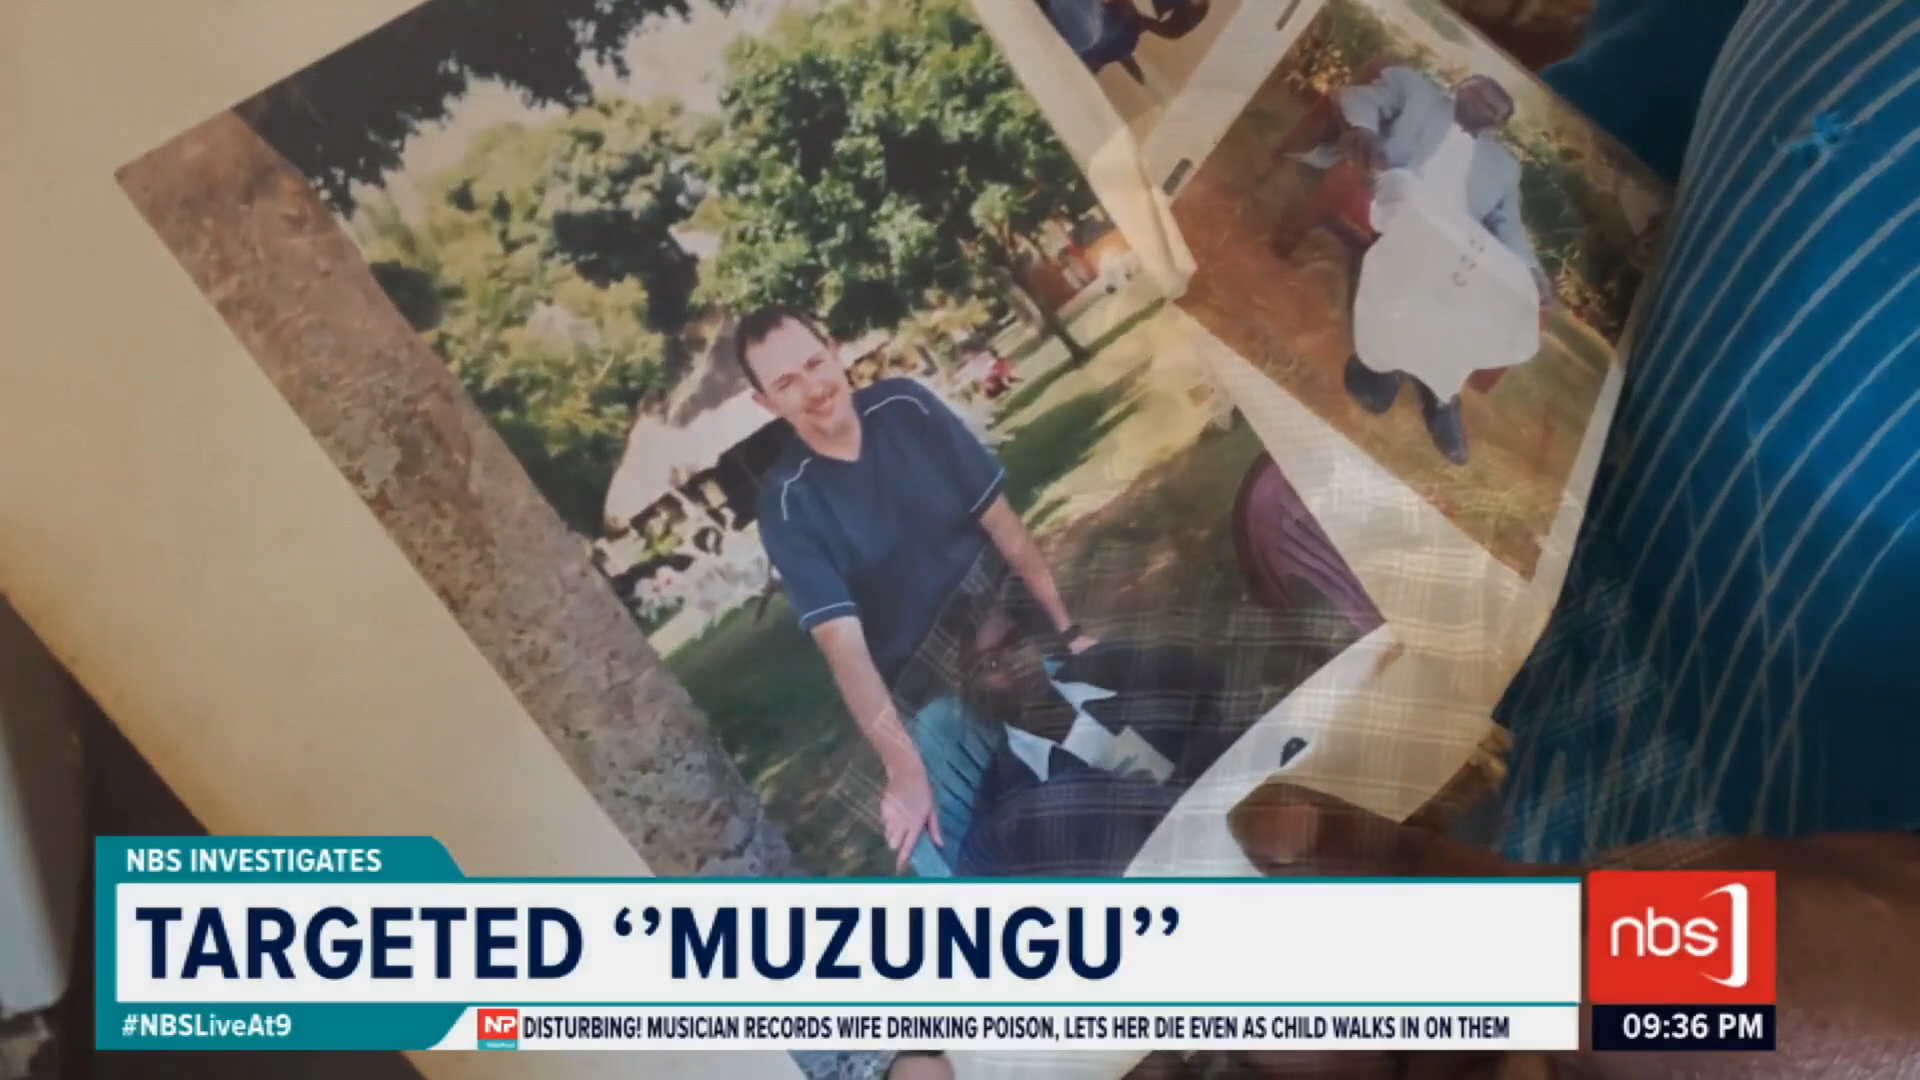 NBS INVESTIGATES
TARGETED ‘’MUZUNGU’’
nbs
#NBSLiveAt9
NP DISTURBING! MUSICIAN RECORDS WIFE DRINKING POISON, LETS HER DIE EVEN AS CHILD WALKS IN ON THEM
09:36 PM